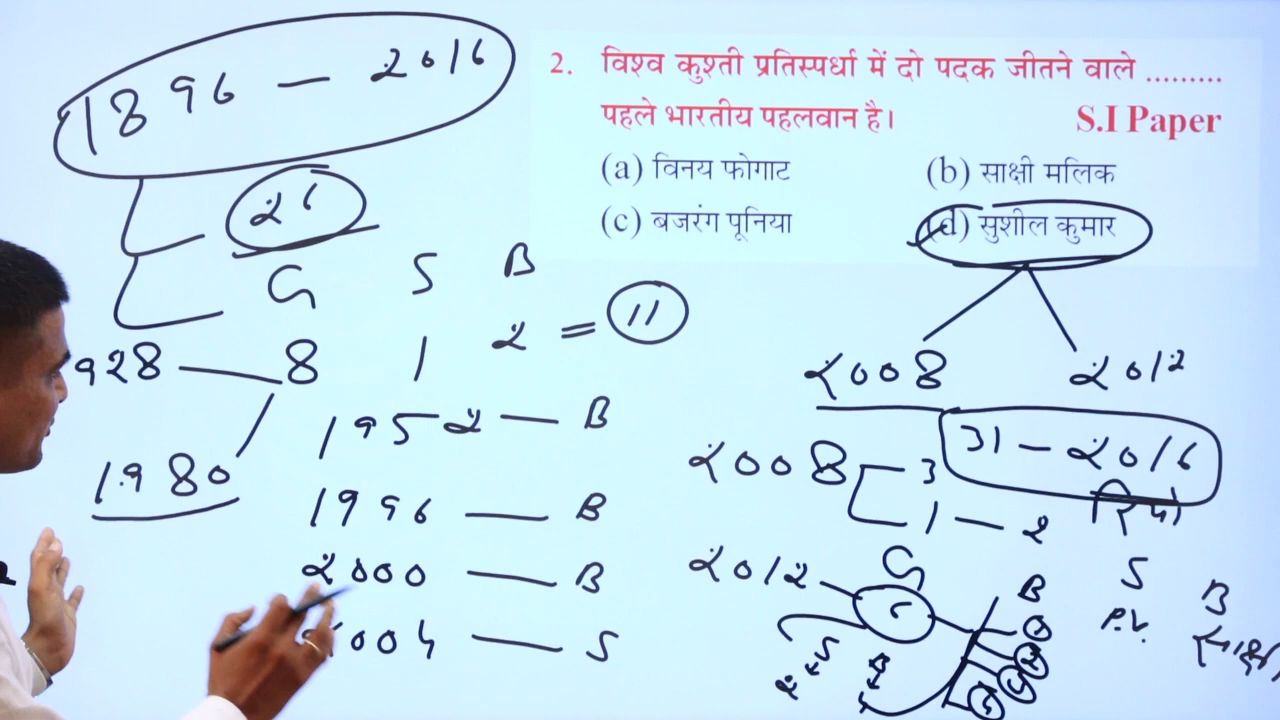 1896 – 2016
26
G S B
1928 — 8 1 2 = 11
1980
1952 — B
1996 — B
2000 — B
2004 — S
2. विश्व कुश्ती प्रतिस्पर्धा में दो पदक जीतने वाले .........
पहले भारतीय पहलवान है। S.I Paper
(a) विनय फोगाट (b) साक्षी मलिक
(c) बजरंग पूनिया (d) सुशील कुमार
2008 2012
31 – 2016
रियो
2008 3
1 – 2
2012 G
B
S B
P.V. साक्षी
S B
2